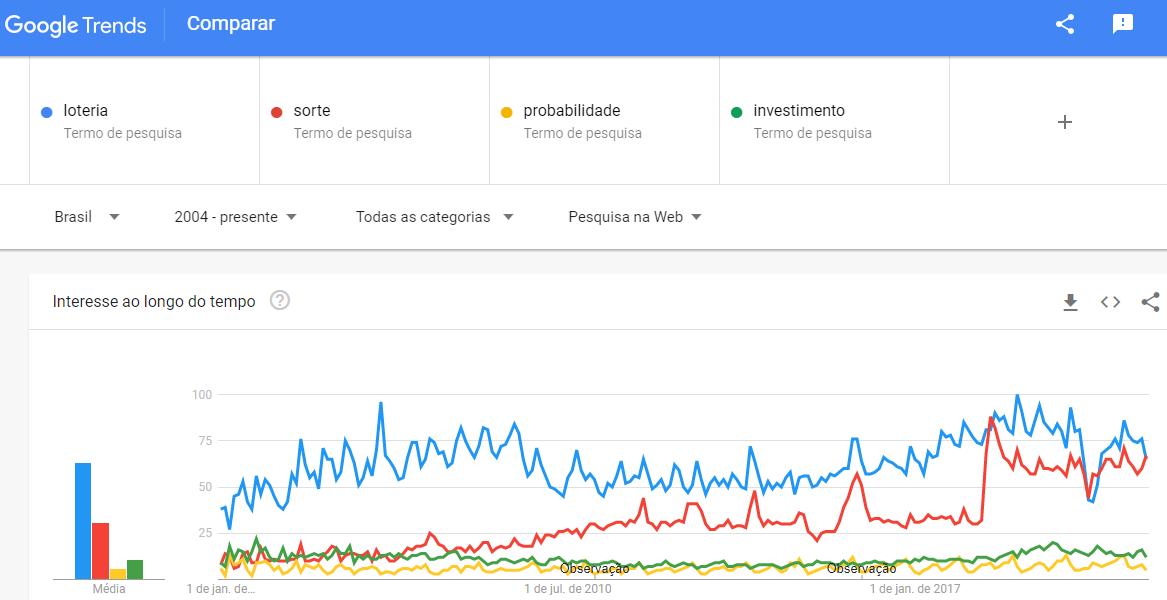 Google Trends
Comparar
loteria
Termo de pesquisa
sorte
Termo de pesquisa
probabilidade
Termo de pesquisa
investimento
Termo de pesquisa
+
Brasil
2004 - presente
Todas as categorias
Pesquisa na Web
Interesse ao longo do tempo
?
100
75
50
25
Observação
Observação
Média
1 de jan. de…
1 de jul. de 2010
1 de jan. de 2017